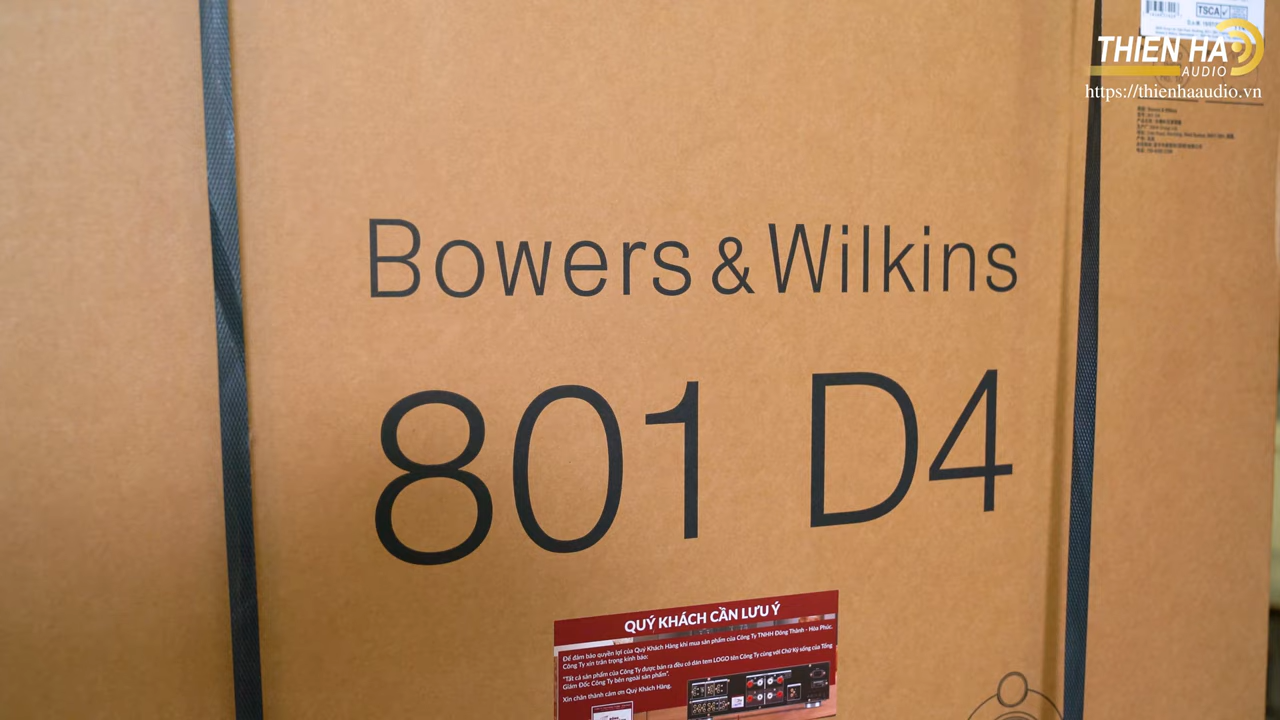 TSCA
THIEN HA
AUDIO
https://thienhaaudio.vn
Bowers & Wilkins
801 D4
QUÝ KHÁCH CẦN LƯU Ý
Để đảm bảo quyền lợi của Quý Khách Hàng khi mua sản phẩm của Công Ty TNHH Đông Thành - Hòa Phúc.
Công Ty xin trân trọng kính báo:
"Tất cả sản phẩm của Công Ty được bán ra đều có dán tem LOGO tên Công Ty cùng với Chữ Ký sống của Tổng
Giám Đốc Công Ty bên ngoài sản phẩm".
Xin chân thành cảm ơn Quý Khách Hàng.